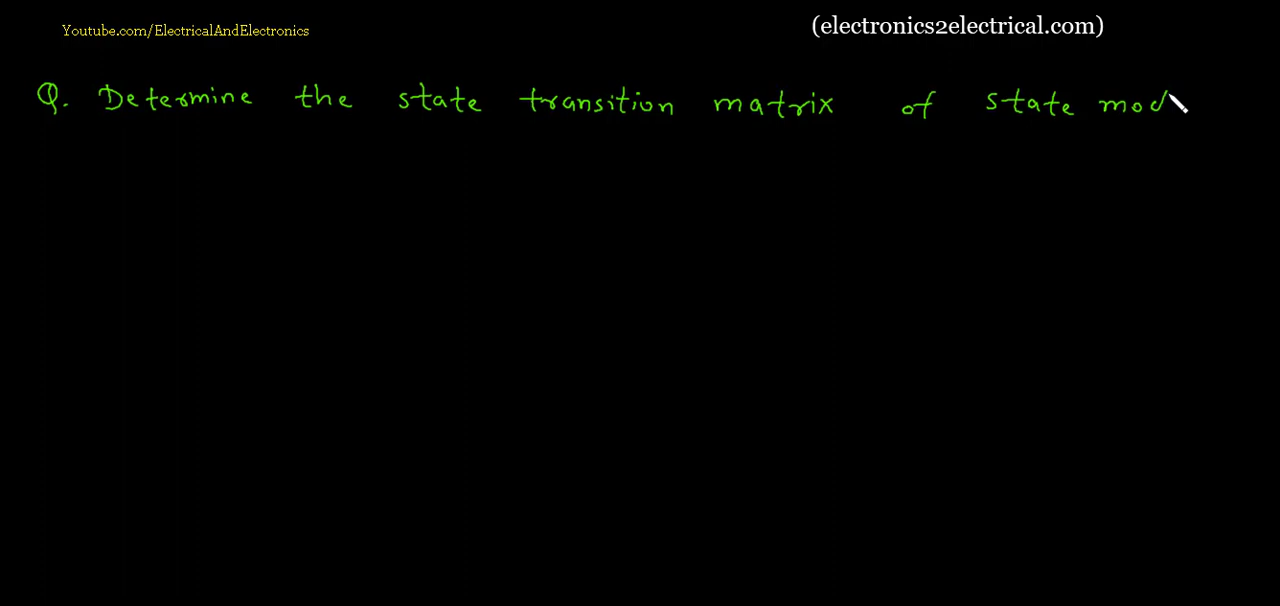 Youtube.com/ElectricalAndElectronics
(electronics2electrical.com)
Q. Determine the state transition matrix of state mod